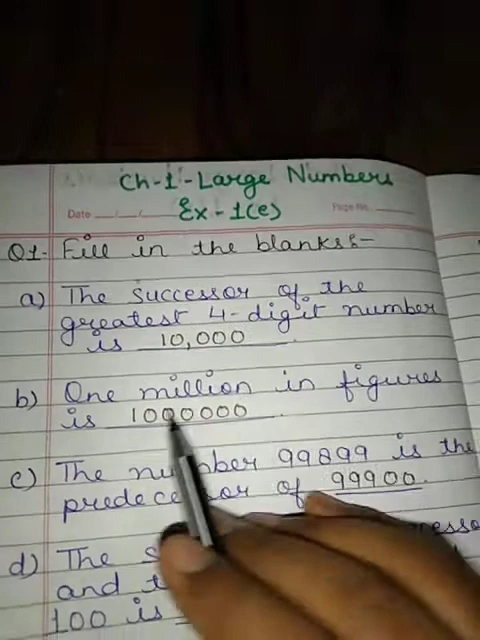 Ch-1-Large Numbers
Date Ex-1(e) Page No.
Q1. Fill in the blanks:-
a) The successor of the
greatest 4-digit number
is 10,000.
b) One million in figures
is 1000000.
c) The number 99899 is the
predecessor of 99900.
d) The
and
100 is